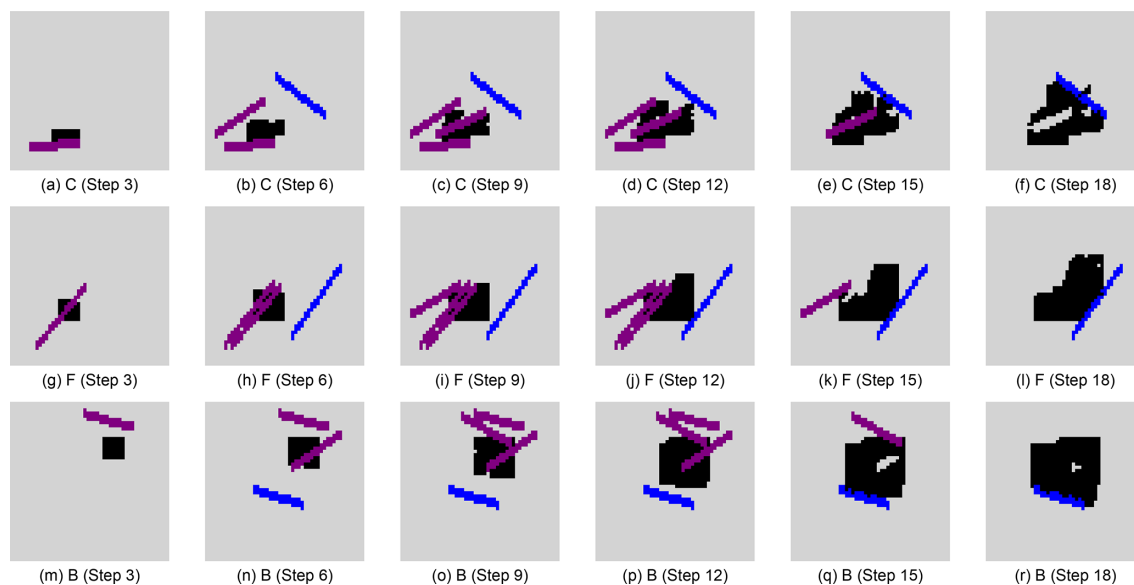 (a) C (Step 3) (b) C (Step 6) (c) C (Step 9) (d) C (Step 12) (e) C (Step 15) (f) C (Step 18)
(g) F (Step 3) (h) F (Step 6) (i) F (Step 9) (j) F (Step 12) (k) F (Step 15) (l) F (Step 18)
(m) B (Step 3) (n) B (Step 6) (o) B (Step 9) (p) B (Step 12) (q) B (Step 15) (r) B (Step 18)